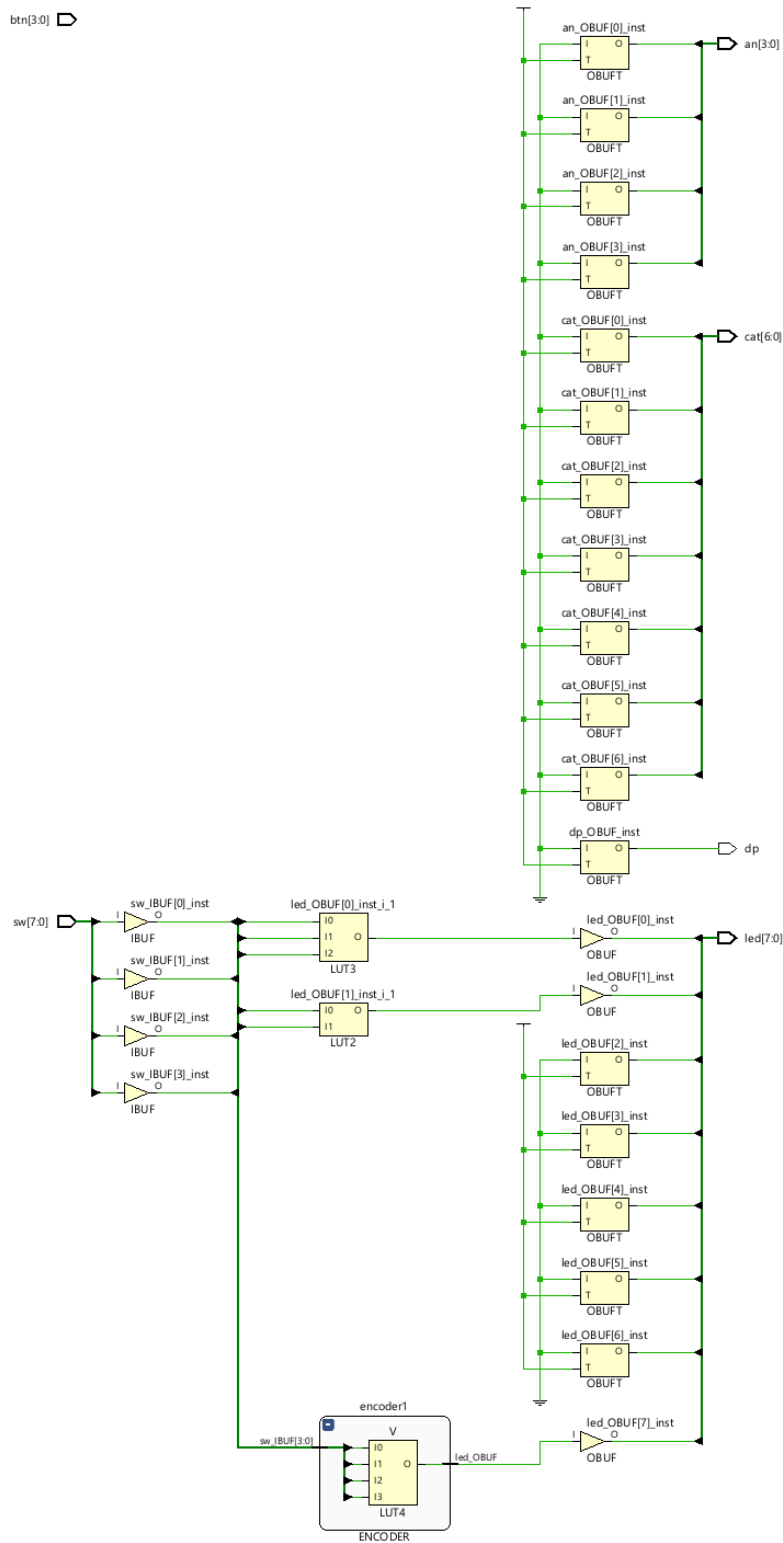 btn[3:0]
an_OBUF[0]_inst
I O
T
OBUFT
an[3:0]
an_OBUF[1]_inst
I O
T
OBUFT
an_OBUF[2]_inst
I O
T
OBUFT
an_OBUF[3]_inst
I O
T
OBUFT
cat_OBUF[0]_inst
I O
T
OBUFT
cat[6:0]
cat_OBUF[1]_inst
I O
T
OBUFT
cat_OBUF[2]_inst
I O
T
OBUFT
cat_OBUF[3]_inst
I O
T
OBUFT
cat_OBUF[4]_inst
I O
T
OBUFT
cat_OBUF[5]_inst
I O
T
OBUFT
cat_OBUF[6]_inst
I O
T
OBUFT
dp_OBUF_inst
I O
T
OBUFT
dp
sw[7:0]
sw_IBUF[0]_inst
I O
IBUF
sw_IBUF[1]_inst
I O
IBUF
sw_IBUF[2]_inst
I O
IBUF
sw_IBUF[3]_inst
I O
IBUF
led_OBUF[0]_inst_i_1
I0
I1 O
I2
LUT3
led_OBUF[1]_inst_i_1
I0 O
I1
LUT2
led_OBUF[0]_inst
I O
OBUF
led[7:0]
led_OBUF[1]_inst
I O
OBUF
led_OBUF[2]_inst
I O
T
OBUFT
led_OBUF[3]_inst
I O
T
OBUFT
led_OBUF[4]_inst
I O
T
OBUFT
led_OBUF[5]_inst
I O
T
OBUFT
led_OBUF[6]_inst
I O
T
OBUFT
encoder1
sw_IBUF[3:0]
V
I0
I1 O
I2
I3
LUT4
ENCODER
led_OBUF
led_OBUF[7]_inst
I O
OBUF